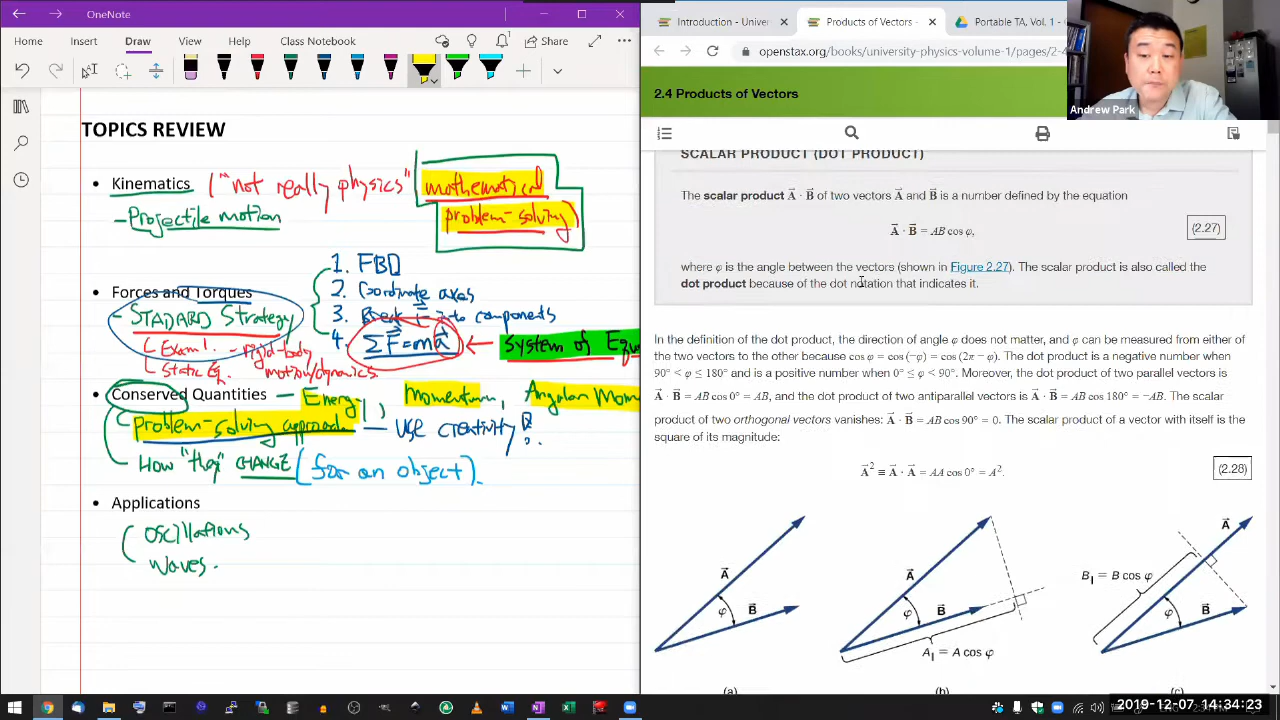 OneNote
Home
Insert
Draw
View
Help
Class Notebook
Share
TOPICS REVIEW
• Kinematics ("not really physics" mathematical
problem-solving)
- Projectile motion
1. FBD
2. Coordinate axes
• Forces and Torques
- STADARD Strategy
3. Break into components
4. ΣF = ma ← System of Equa
Exam 1. - rigid-body
motion/dynamics
Static Eq.
• Conserved Quantities - Energy, Momentum, Angular Mom
problem-solving approach - USE creativity
How "they" CHANGE (for an object).
• Applications
Oscillations
Waves.
Introduction - Univer
Products of Vectors -
Portable TA, Vol. 1 -
openstax.org/books/university-physics-volume-1/pages/2-4
Andrew Park
2.4 Products of Vectors
SCALAR PRODUCT (DOT PRODUCT)
The scalar product A⃗ · B⃗ of two vectors A⃗ and B⃗ is a number defined by the equation
A⃗ · B⃗ = AB cos φ,
(2.27)
where φ is the angle between the vectors (shown in Figure 2.27). The scalar product is also called the
dot product because of the dot notation that indicates it.
In the definition of the dot product, the direction of angle φ does not matter, and φ can be measured from either of
the two vectors to the other because cos φ = cos (−φ) = cos (2π − φ). The dot product is a negative number when
90° < φ ≤ 180° and is a positive number when 0° ≤ φ < 90°. Moreover, the dot product of two parallel vectors is
A⃗ · B⃗ = AB cos 0° = AB, and the dot product of two antiparallel vectors is A⃗ · B⃗ = AB cos 180° = −AB. The scalar
product of two orthogonal vectors vanishes: A⃗ · B⃗ = AB cos 90° = 0. The scalar product of a vector with itself is the
square of its magnitude:
A⃗² ≡ A⃗ · A⃗ = AA cos 0° = A².
(2.28)
A⃗
B⃗
φ
A⃗
B⃗
φ
A∥ = A cos φ
A⃗
B⃗
φ
B∥ = B cos φ
(a)
(b)
(c)
2019-12-07 14:34:23